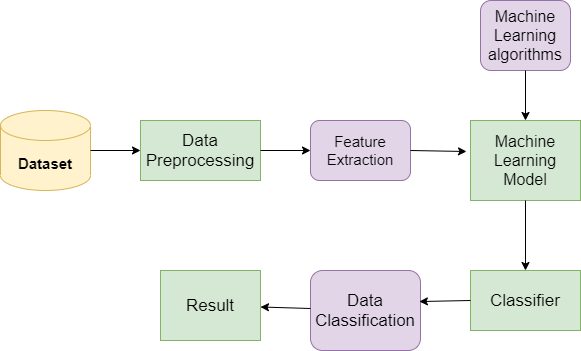 Machine
Learning
algorithms
Dataset
Data
Preprocessing
Feature
Extraction
Machine
Learning
Model
Result
Data
Classification
Classifier